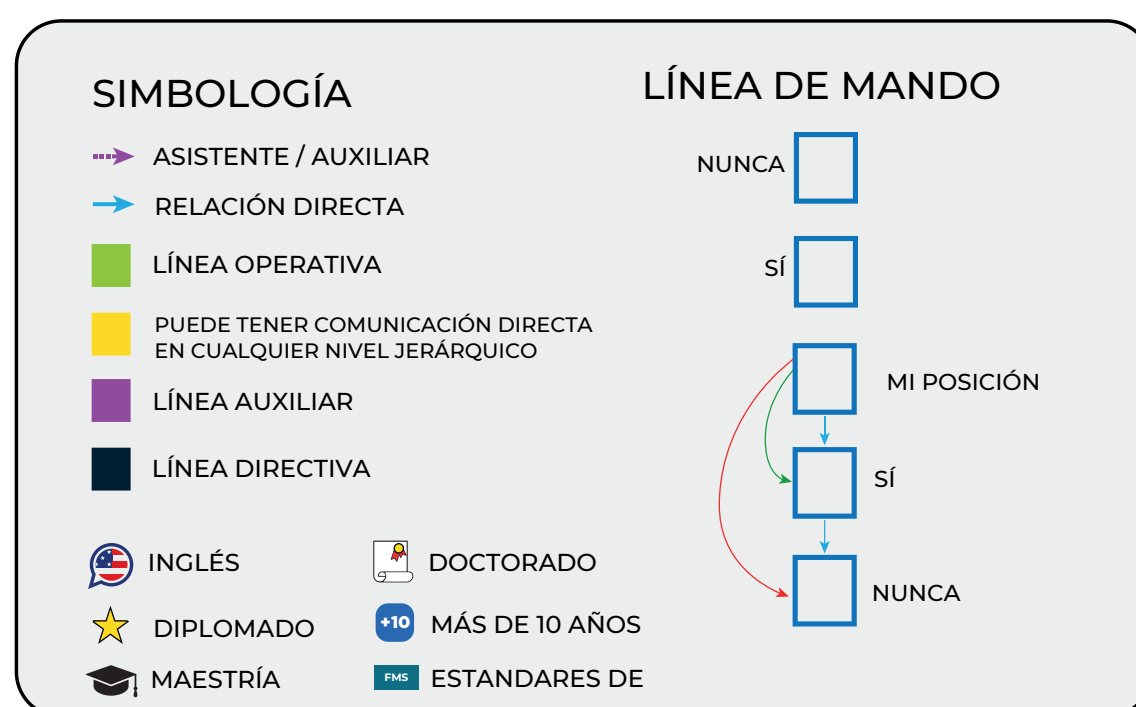 SIMBOLOGÍA
ASISTENTE / AUXILIAR
RELACIÓN DIRECTA
LÍNEA OPERATIVA
PUEDE TENER COMUNICACIÓN DIRECTA
EN CUALQUIER NIVEL JERÁRQUICO
LÍNEA AUXILIAR
LÍNEA DIRECTIVA
INGLÉS
DIPLOMADO
MAESTRÍA
DOCTORADO
+10 MÁS DE 10 AÑOS
FMS ESTANDARES DE
LÍNEA DE MANDO
NUNCA
SÍ
MI POSICIÓN
SÍ
NUNCA